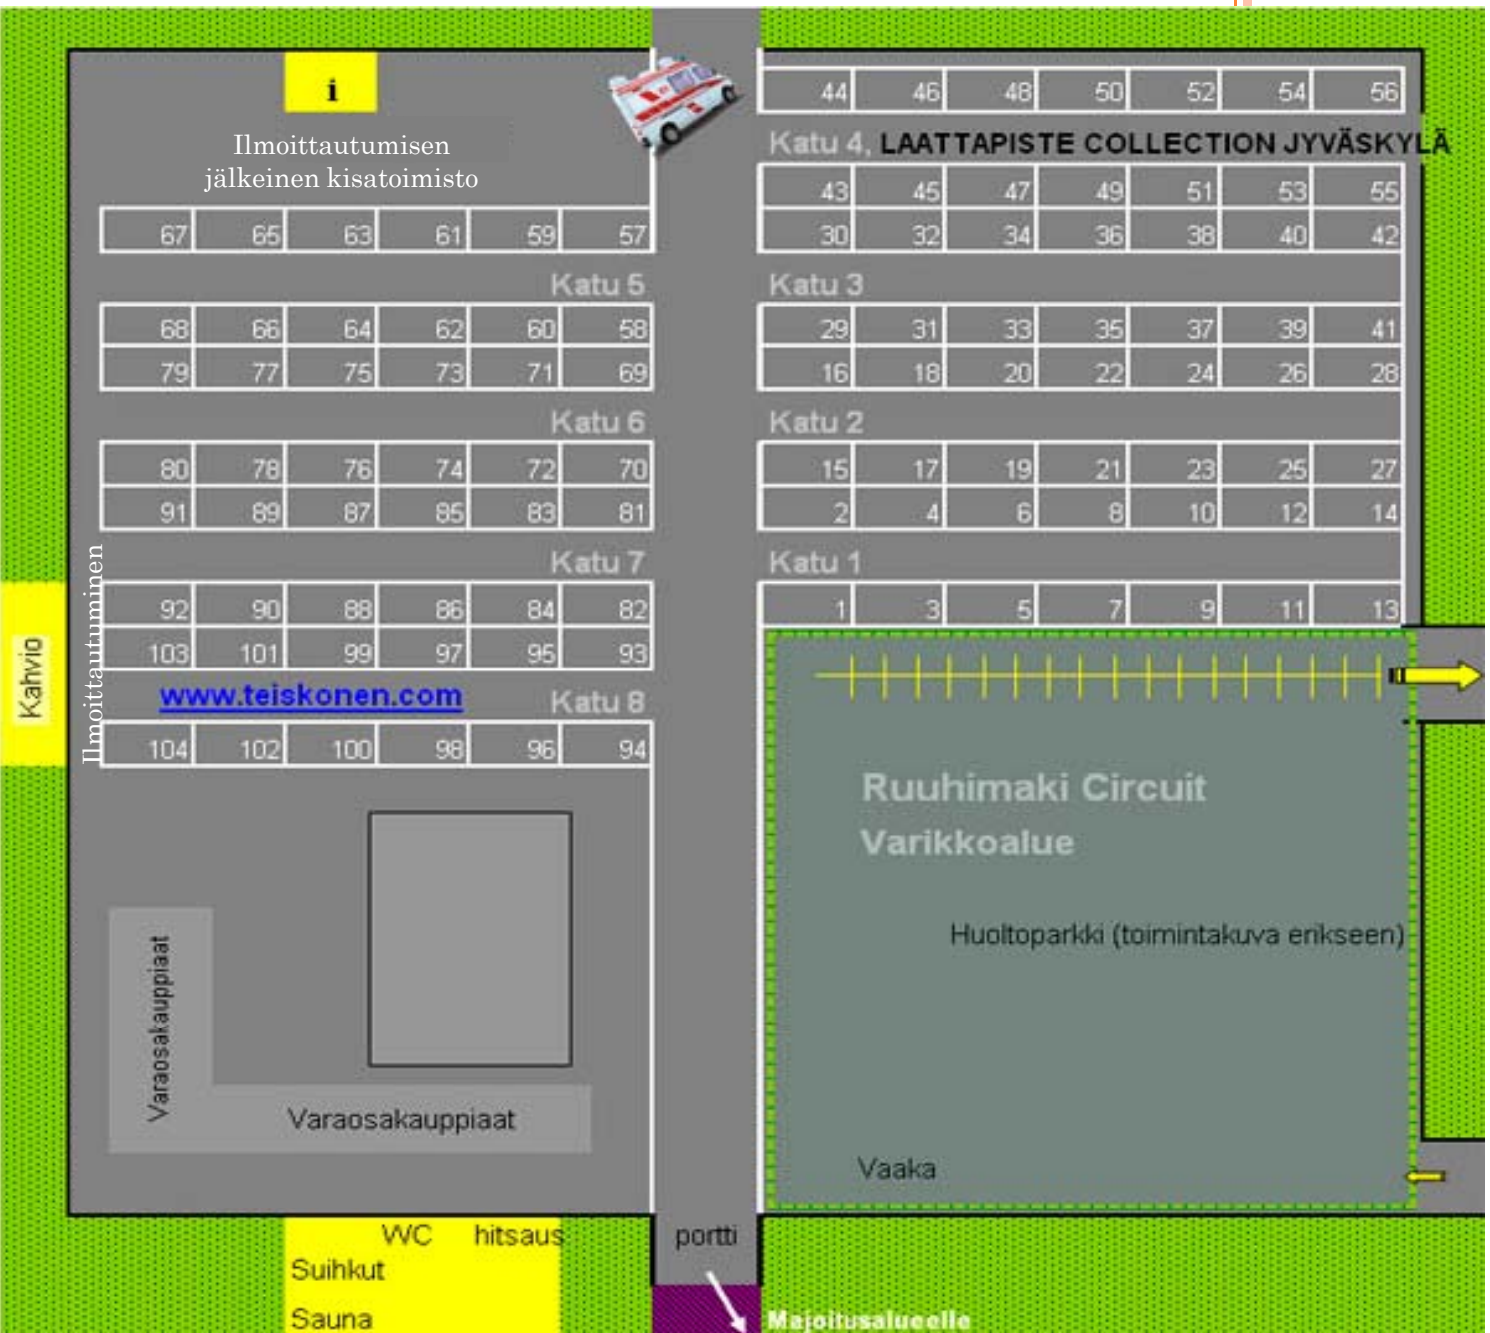 i
Ilmoittautumisen
jälkeinen kisatoimisto
44 46 48 50 52 54 56
Katu 4, LAATTAPISTE COLLECTION JYVÄSKYLÄ
43 45 47 49 51 53 55
67 65 63 61 59 57
30 32 34 36 38 40 42
Katu 5
Katu 3
68 66 64 62 60 58
29 31 33 35 37 39 41
79 77 75 73 71 69
16 18 20 22 24 26 28
Katu 6
Katu 2
80 78 76 74 72 70
15 17 19 21 23 25 27
91 89 87 85 83 81
2 4 6 8 10 12 14
Katu 7
Katu 1
92 90 88 86 84 82
1 3 5 7 9 11 13
103 101 99 97 95 93
www.teiskonen.com
Katu 8
104 102 100 98 96 94
Kahvio
Ilmoittautuminen
Ruuhimaki Circuit
Varikkoalue
Huoltoparkki (toimintakuva erikseen)
Varaosakauppiaat
Varaosakauppiaat
Vaaka
WC hitsaus
portti
Suihkut
Sauna
Majoitusalueelle